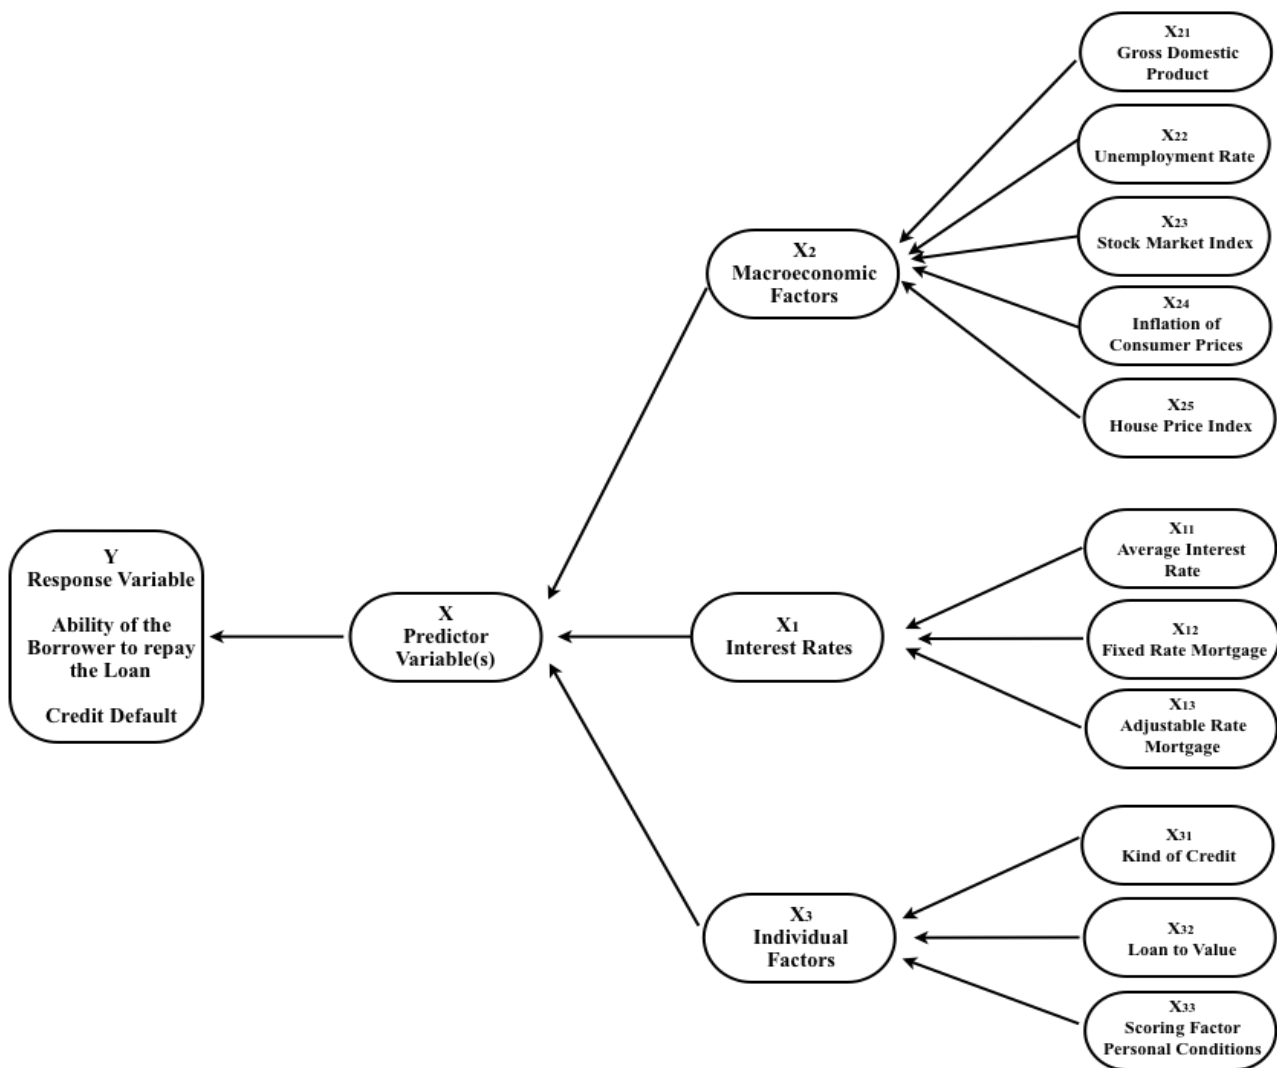 X21
Gross Domestic
Product
X22
Unemployment Rate
X23
Stock Market Index
X24
Inflation of
Consumer Prices
X25
House Price Index
X2
Macroeconomic
Factors
X11
Average Interest
Rate
X12
Fixed Rate Mortgage
X13
Adjustable Rate
Mortgage
X1
Interest Rates
X
Predictor
Variable(s)
Y
Response Variable
Ability of the
Borrower to repay
the Loan
Credit Default
X31
Kind of Credit
X32
Loan to Value
X33
Scoring Factor
Personal Conditions
X3
Individual
Factors